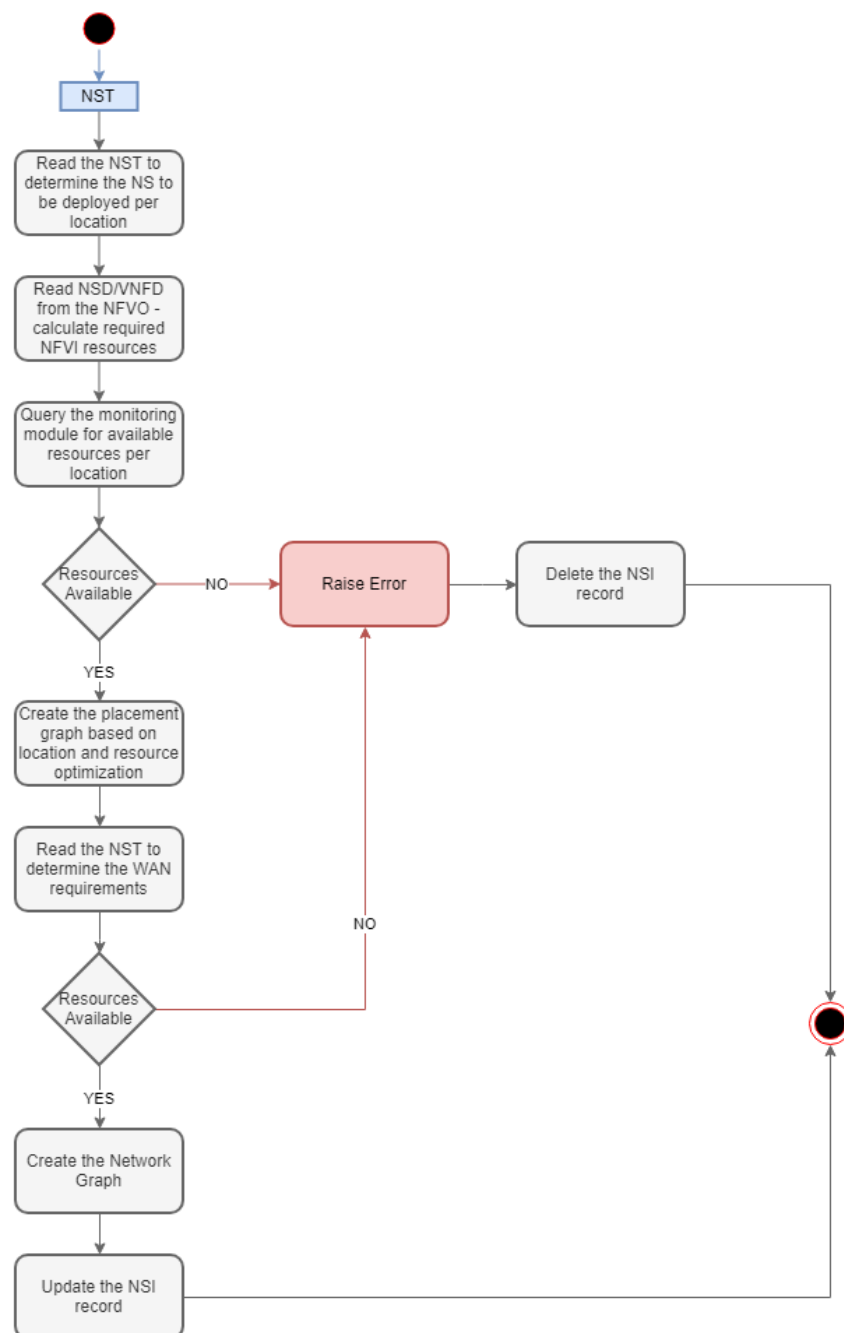 NST
Read the NST to
determine the NS to
be deployed per
location
Read NSD/VNFD
from the NFVO -
calculate required
NFVI resources
Query the monitoring
module for available
resources per
location
Resources
Available
NO
Raise Error
Delete the NSI
record
YES
Create the placement
graph based on
location and resource
optimization
Read the NST to
determine the WAN
requirements
NO
Resources
Available
YES
Create the Network
Graph
Update the NSI
record